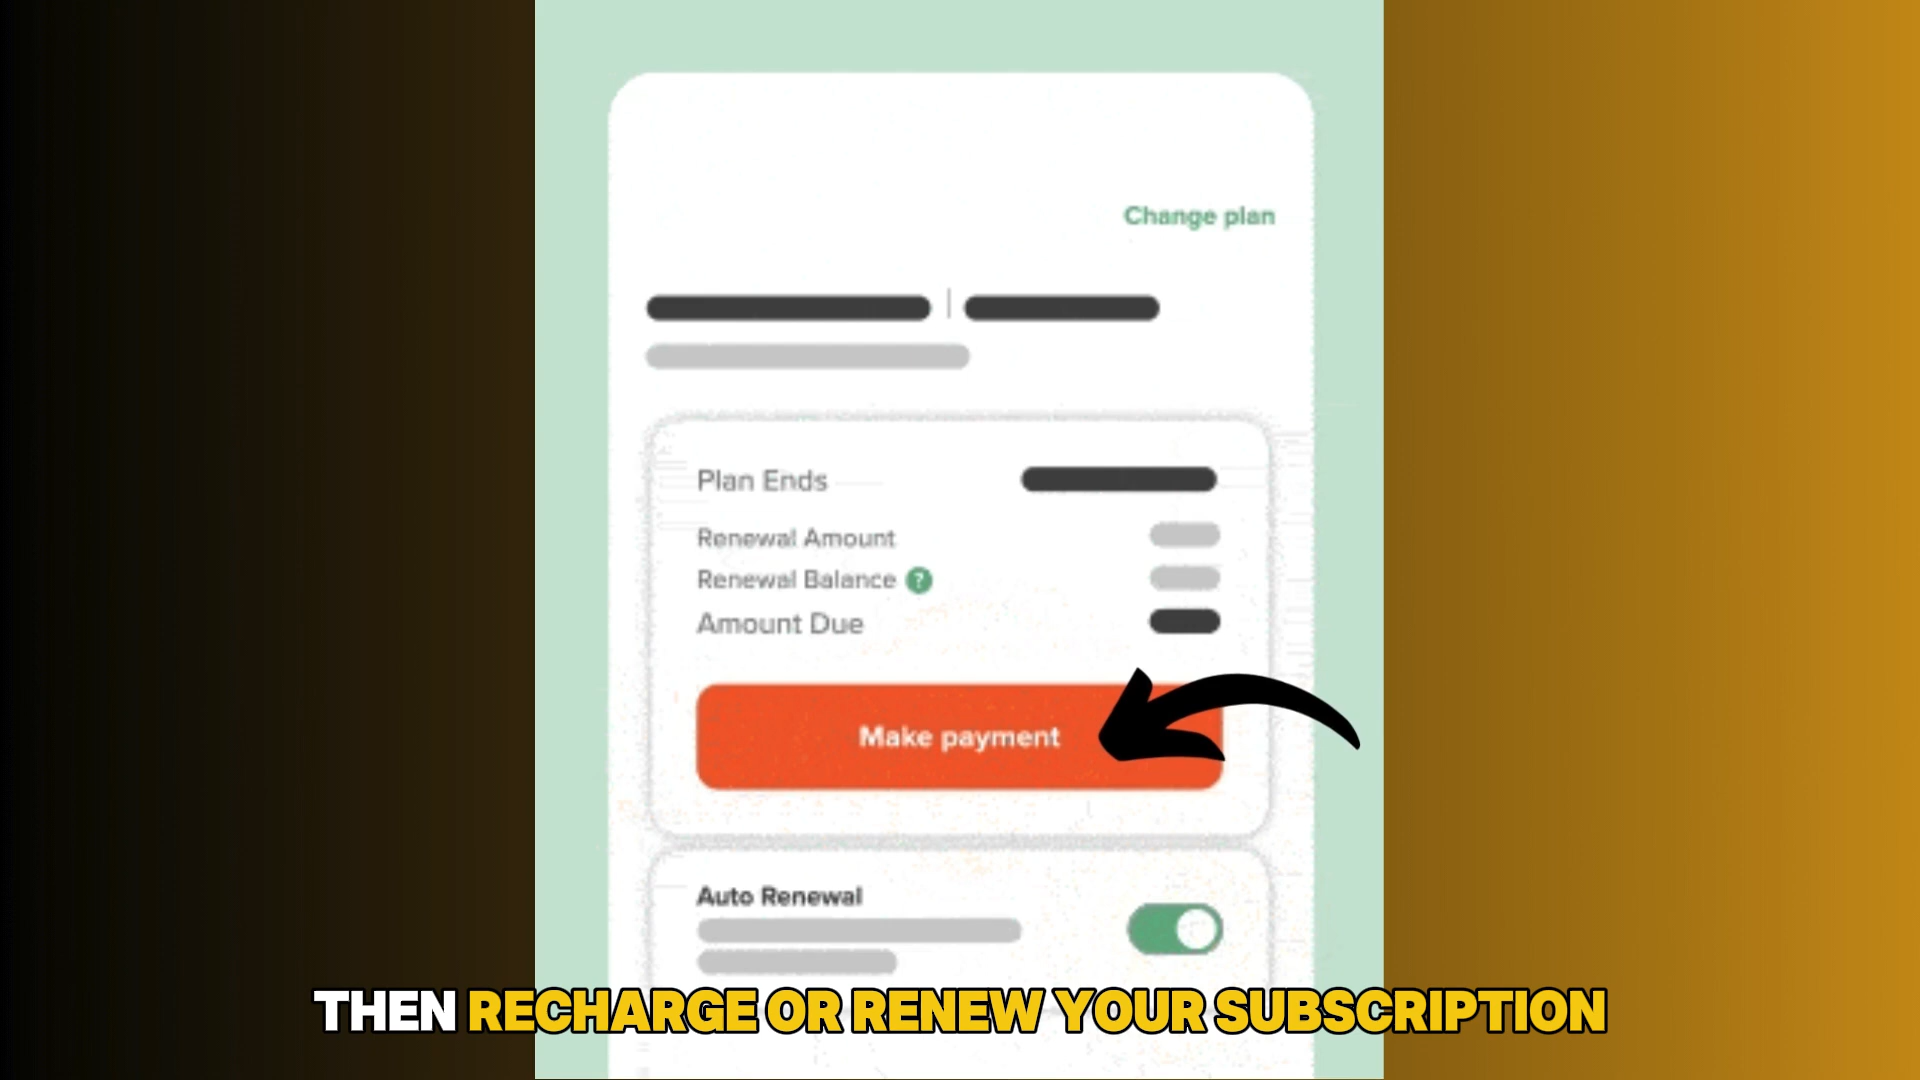 Change plan
Plan Ends
Renewal Amount
Renewal Balance ?
Amount Due
Make payment
Auto Renewal
THEN RECHARGE OR RENEW YOUR SUBSCRIPTION